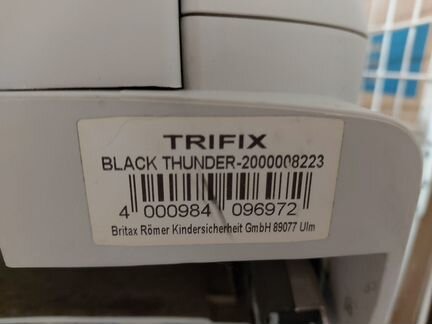 TRIFIX
BLACK THUNDER-2000008223
4 000984 096972
Britax Römer Kindersicherheit GmbH 89077 Ulm